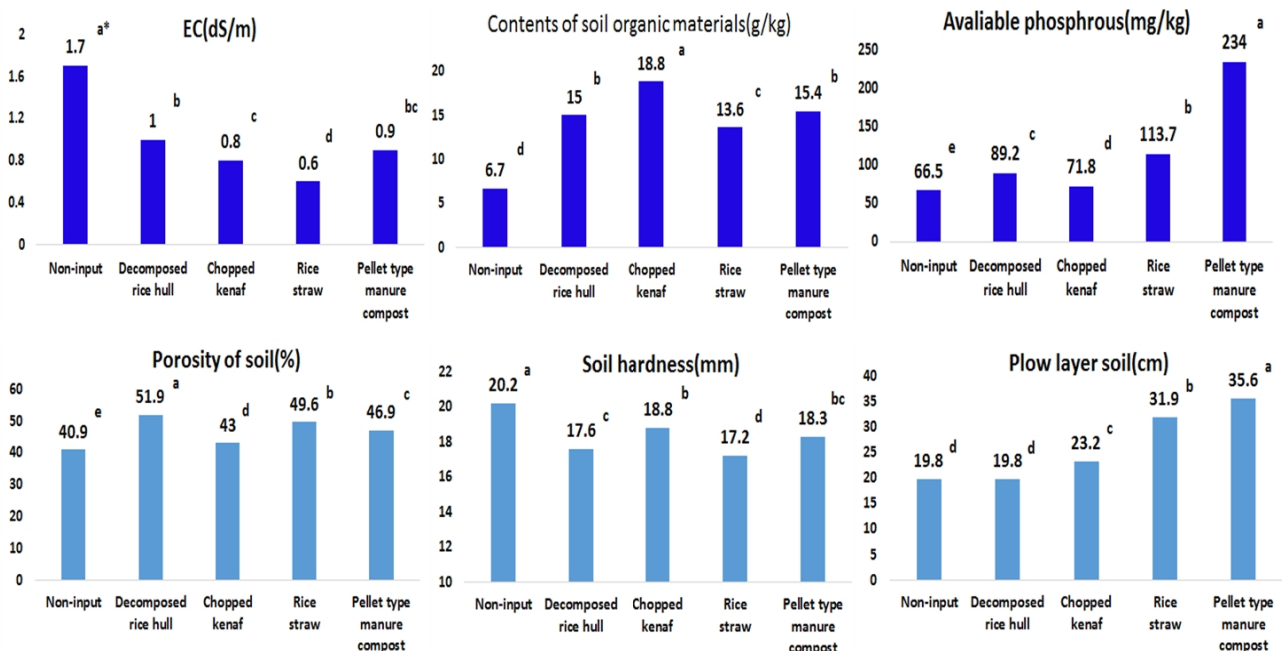 EC(dS/m)
2
1.6
1.2
0.8
0.4
0
1.7 a*
1 b
0.8 c
0.6 d
0.9 bc
Non-input Decomposed Chopped Rice Pellet type
rice hull kenaf straw manure
compost
Contents of soil organic materials(g/kg)
20
15
10
5
0
6.7 d
15 b
18.8 a
13.6 c
15.4 b
Non-input Decomposed Chopped Rice Pellet type
rice hull kenaf straw manure
compost
Avaliable phosphrous(mg/kg)
250
200
150
100
50
0
66.5 e
89.2 c
71.8 d
113.7 b
234 a
Non-input Decomposed Chopped Rice Pellet type
rice hull kenaf straw manure
compost
Porosity of soil(%)
60
50
40
30
20
10
0
40.9 e
51.9 a
43 d
49.6 b
46.9 c
Non-input Decomposed Chopped Rice Pellet type
rice hull kenaf straw manure
compost
Soil hardness(mm)
22
20
18
16
14
12
10
20.2 a
17.6 c
18.8 b
17.2 d
18.3 bc
Non-input Decomposed Chopped Rice Pellet type
rice hull kenaf straw manure
compost
Plow layer soil(cm)
40
35
30
25
20
15
10
5
0
19.8 d
19.8 d
23.2 c
31.9 b
35.6 a
Non-input Decomposed Chopped Rice Pellet type
rice hull kenaf straw manure
compost